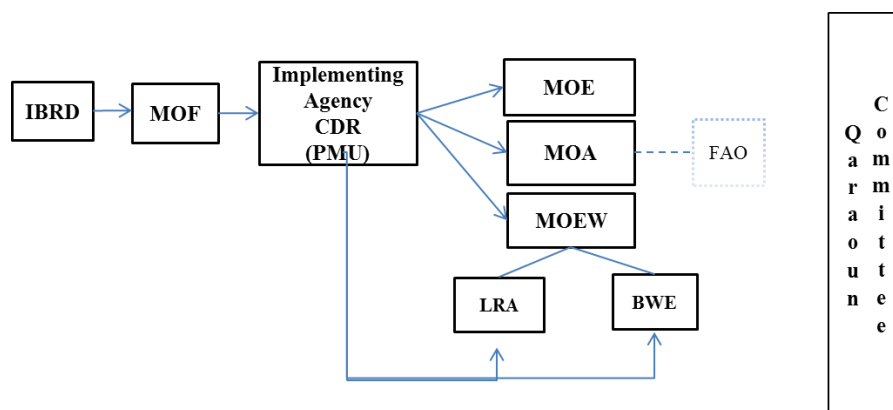 IBRD
MOF
Implementing
Agency
CDR
(PMU)
MOE
MOA
FAO
MOEW
LRA
BWE
Qaraoun
Committee